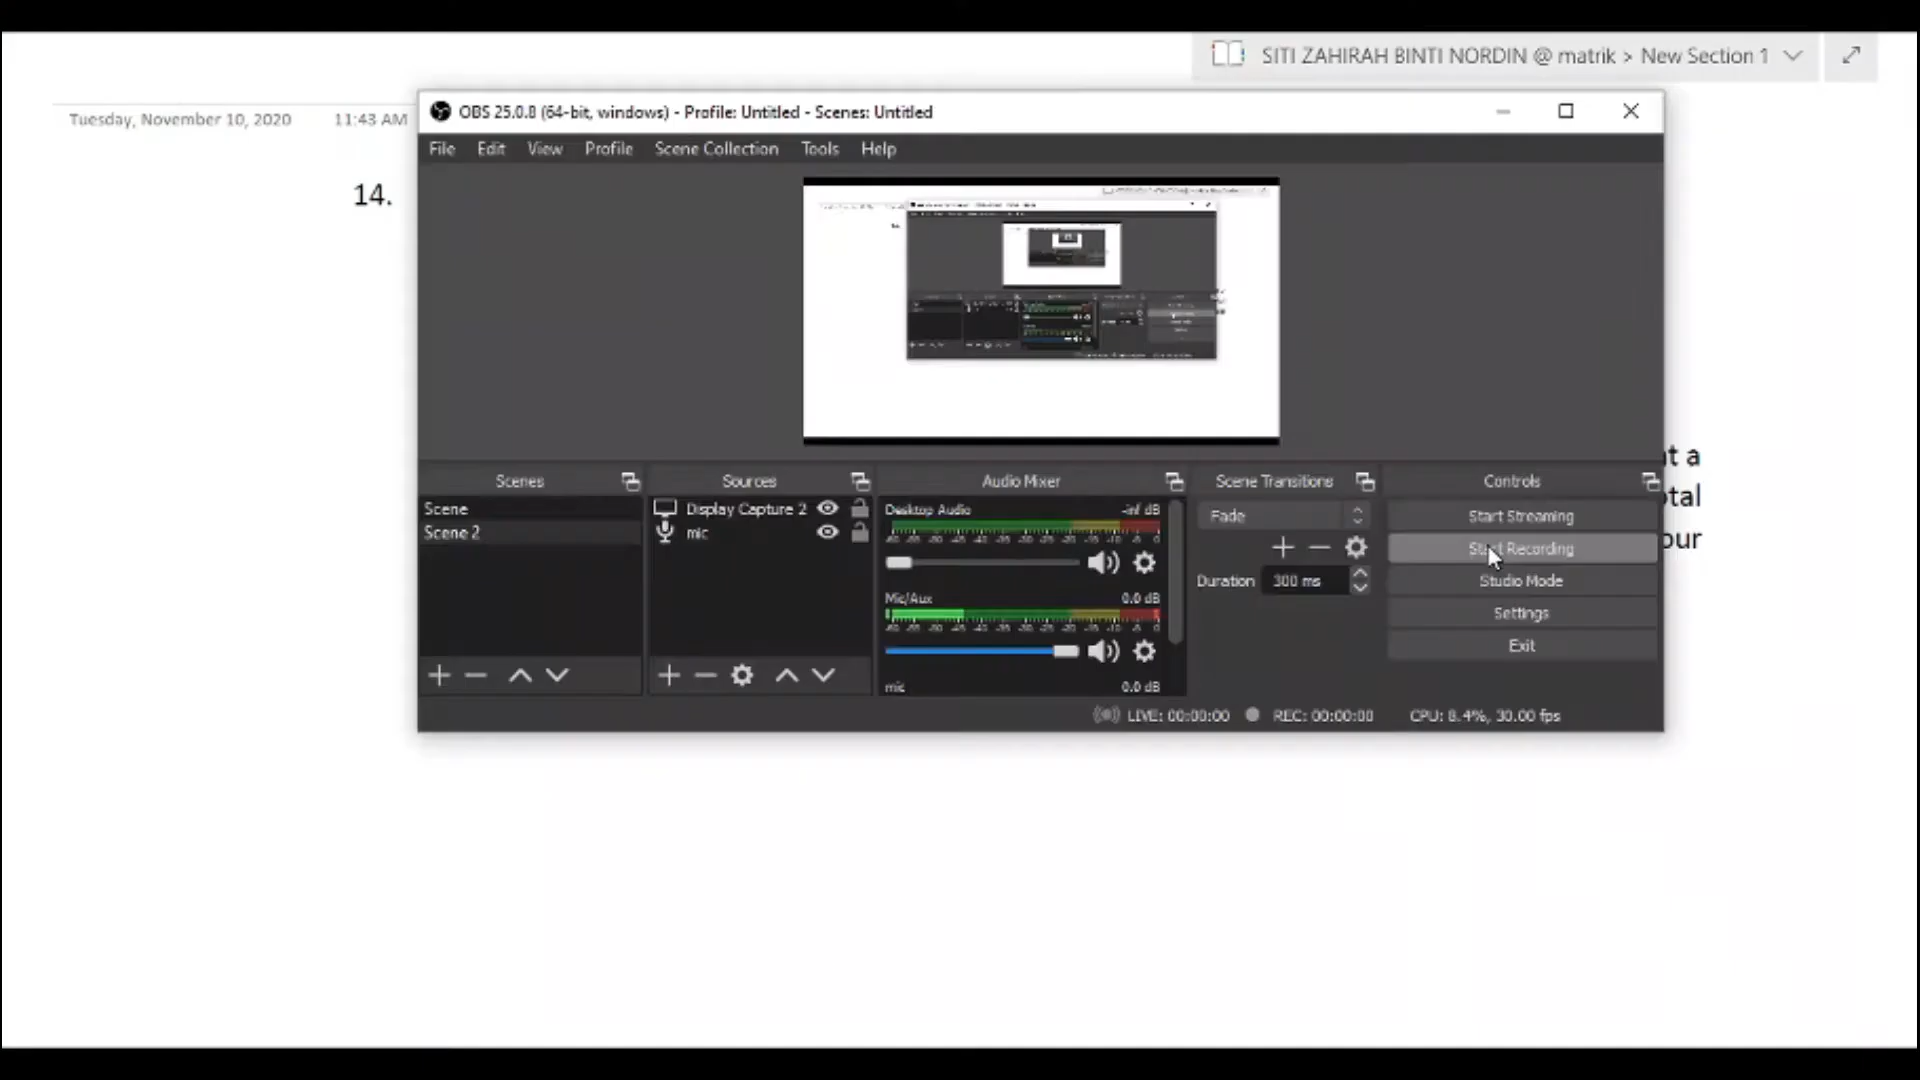 SITI ZAHIRAH BINTI NORDIN @ matrik > New Section 1
Tuesday, November 10, 2020 11:43 AM
14.
OBS 25.0.8 (64-bit, windows) - Profile: Untitled - Scenes: Untitled
File Edit View Profile Scene Collection Tools Help
t a
otal
our
Scenes
Scene
Scene 2
Sources
Display Capture 2
mic
Audio Mixer
Desktop Audio -inf dB
Mic/Aux 0.0 dB
mic 0.0 dB
Scene Transitions
Fade
Duration 300 ms
Controls
Start Streaming
Start Recording
Studio Mode
Settings
Exit
LIVE: 00:00:00 REC: 00:00:00 CPU: 8.4%, 30.00 fps